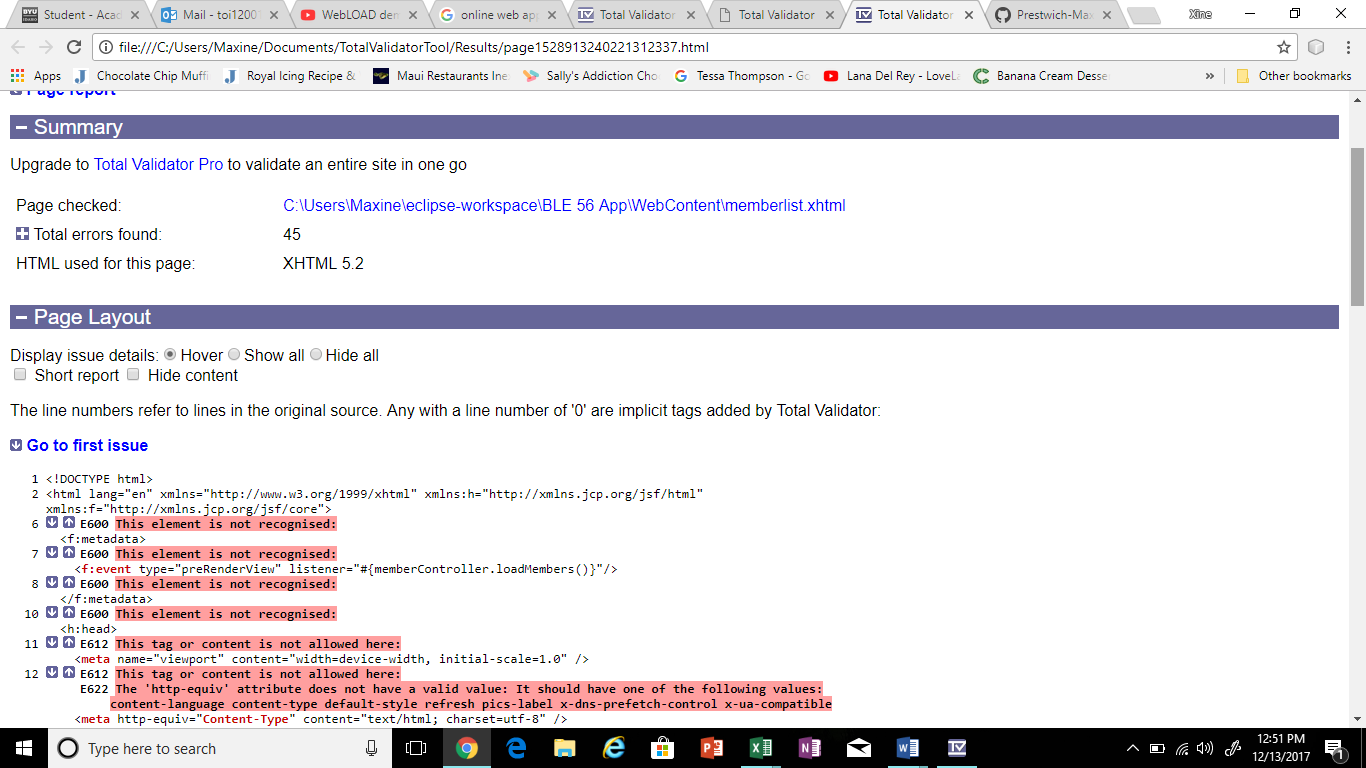 Student - Acad
Mail - toi12001
WebLOAD den
online web app
Total Validator
Total Validator
Total Validator
Prestwich-Max
Xine
file:///C:/Users/Maxine/Documents/TotalValidatorTool/Results/page1528913240221312337.html
Apps
Chocolate Chip Muffi
Royal Icing Recipe &
Maui Restaurants Ine
Sally's Addiction Cho
Tessa Thompson - Go
Lana Del Rey - LoveLa
Banana Cream Desse
»
Other bookmarks
Page report
Summary
Upgrade to Total Validator Pro to validate an entire site in one go
Page checked: C:\Users\Maxine\eclipse-workspace\BLE 56 App\WebContent\memberlist.xhtml
Total errors found: 45
HTML used for this page: XHTML 5.2
Page Layout
Display issue details: Hover Show all Hide all
Short report Hide content
The line numbers refer to lines in the original source. Any with a line number of '0' are implicit tags added by Total Validator:
Go to first issue
1 <!DOCTYPE html>
2 <html lang="en" xmlns="http://www.w3.org/1999/xhtml" xmlns:h="http://xmlns.jcp.org/jsf/html"
xmlns:f="http://xmlns.jcp.org/jsf/core">
6 E600 This element is not recognised:
<f:metadata>
7 E600 This element is not recognised:
<f:event type="preRenderView" listener="#{memberController.loadMembers()}"/>
8 E600 This element is not recognised:
</f:metadata>
10 E600 This element is not recognised:
<h:head>
11 E612 This tag or content is not allowed here:
<meta name="viewport" content="width=device-width, initial-scale=1.0" />
12 E612 This tag or content is not allowed here:
E622 The 'http-equiv' attribute does not have a valid value: It should have one of the following values:
content-language content-type default-style refresh pics-label x-dns-prefetch-control x-ua-compatible
<meta http-equiv="Content-Type" content="text/html; charset=utf-8" />
Type here to search
12:51 PM
12/13/2017
1